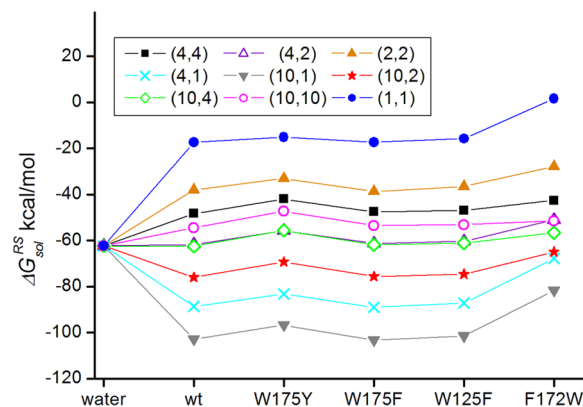 20
0
-20
-40
-60
-80
-100
-120
ΔG_sol^RS kcal/mol
(4,4) (4,2) (2,2)
(4,1) (10,1) (10,2)
(10,4) (10,10) (1,1)
water wt W175Y W175F W125F F172W